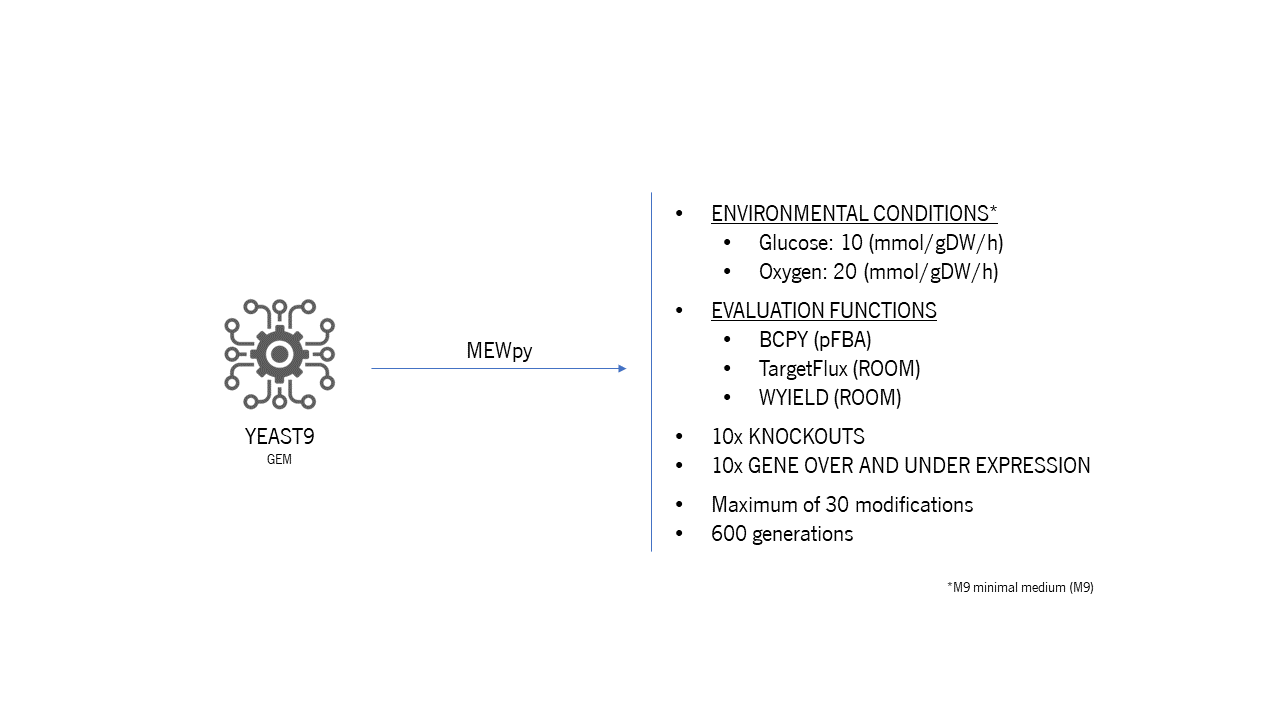 YEAST9
GEM
MEWpy
• ENVIRONMENTAL CONDITIONS*
• Glucose: 10 (mmol/gDW/h)
• Oxygen: 20 (mmol/gDW/h)
• EVALUATION FUNCTIONS
• BCPY (pFBA)
• TargetFlux (ROOM)
• WYIELD (ROOM)
• 10x KNOCKOUTS
• 10x GENE OVER AND UNDER EXPRESSION
• Maximum of 30 modifications
• 600 generations
*M9 minimal medium (M9)